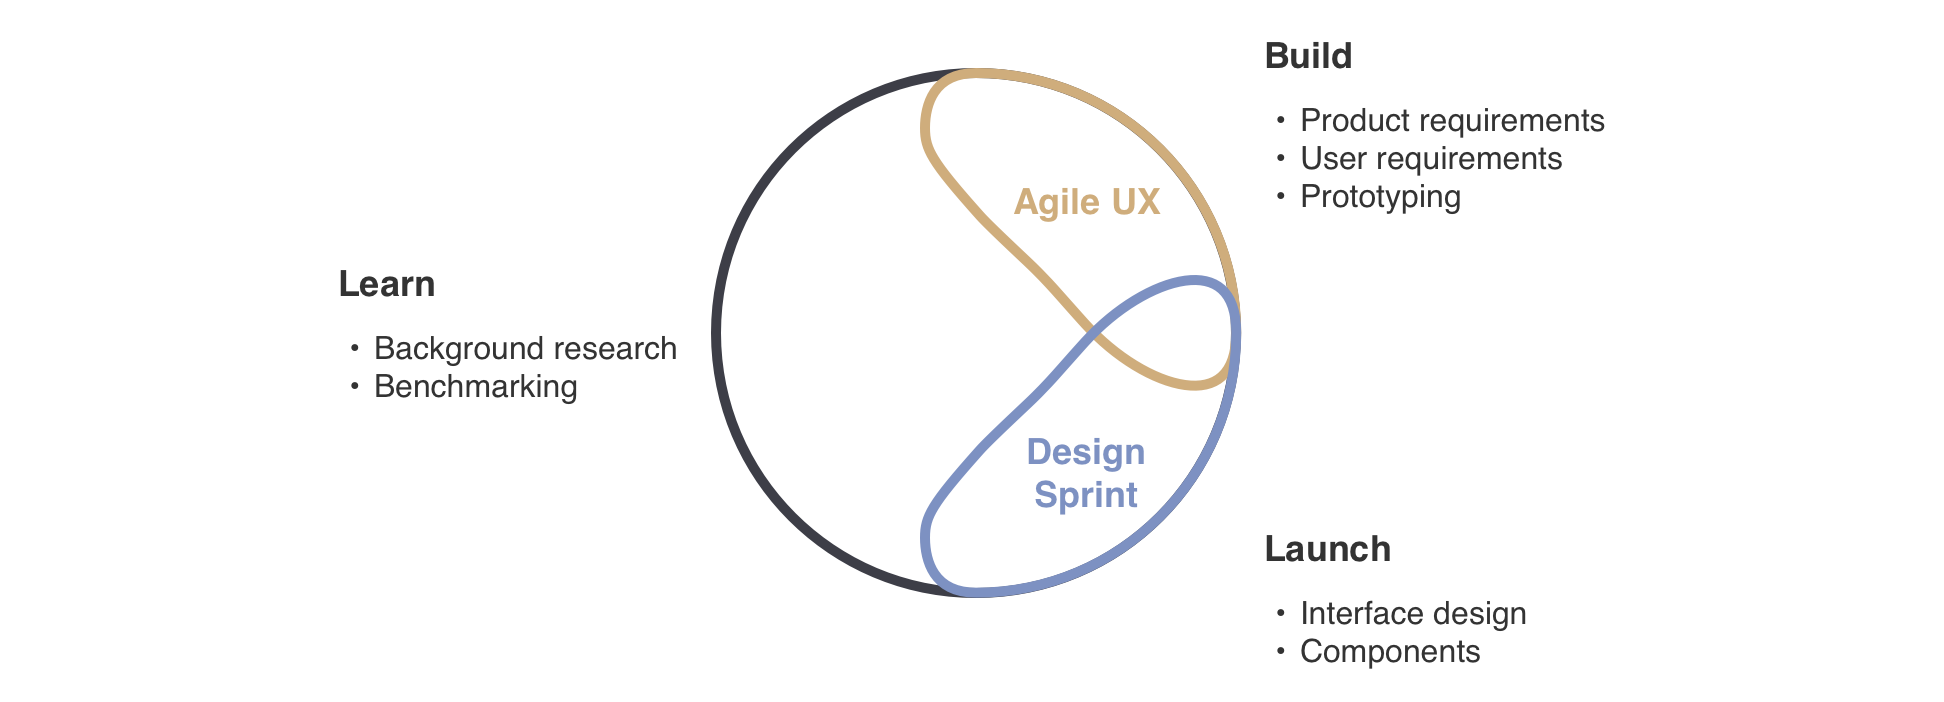 Learn
• Background research
• Benchmarking
Agile UX
Design
Sprint
Build
• Product requirements
• User requirements
• Prototyping
Launch
• Interface design
• Components